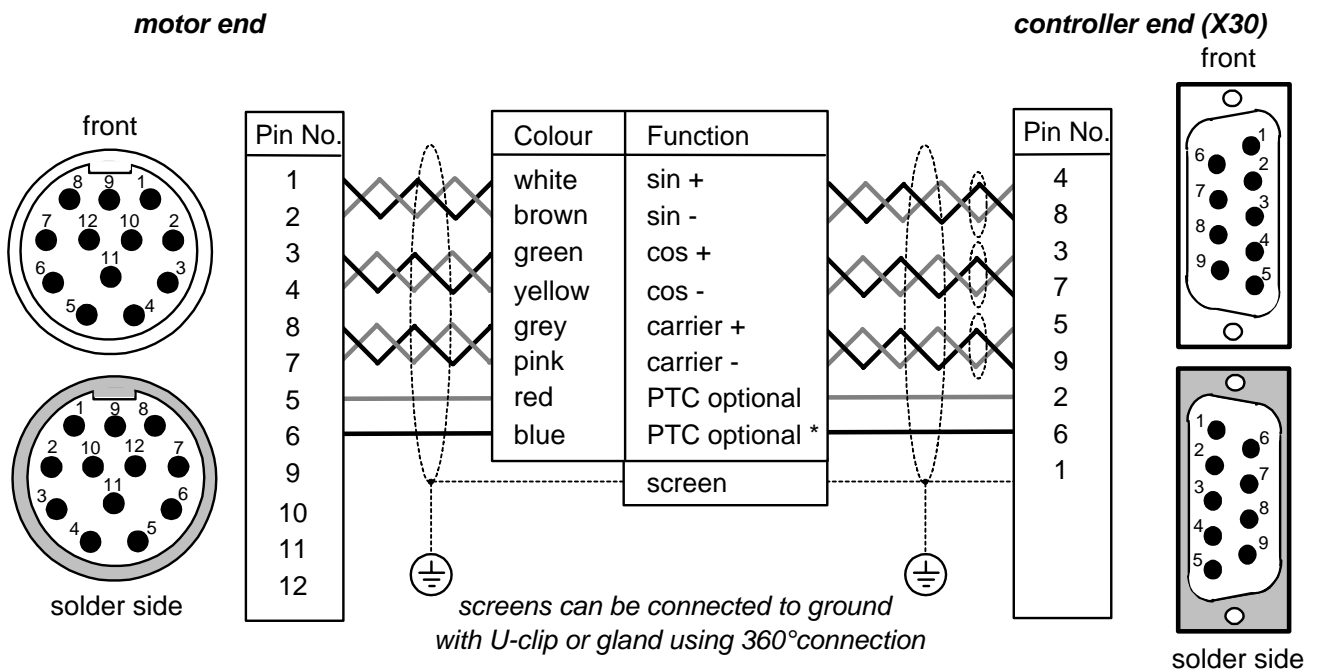 motor end
controller end (X30)
front
8 9 1
7 12 10 2
11
6 3
5 4
1 9 8
2 10 12 7
11
3 6
4 5
solder side
Pin No.
1
2
3
4
8
7
5
6
9
10
11
12
Colour Function
white sin +
brown sin -
green cos +
yellow cos -
grey carrier +
pink carrier -
red PTC optional
blue PTC optional *
screen
screens can be connected to ground
with U-clip or gland using 360°connection
Pin No.
4
8
3
7
5
9
2
6
1
front
1
6
2
7
3
8
4
9
5
1
6
2
7
3
8
4
9
5
solder side